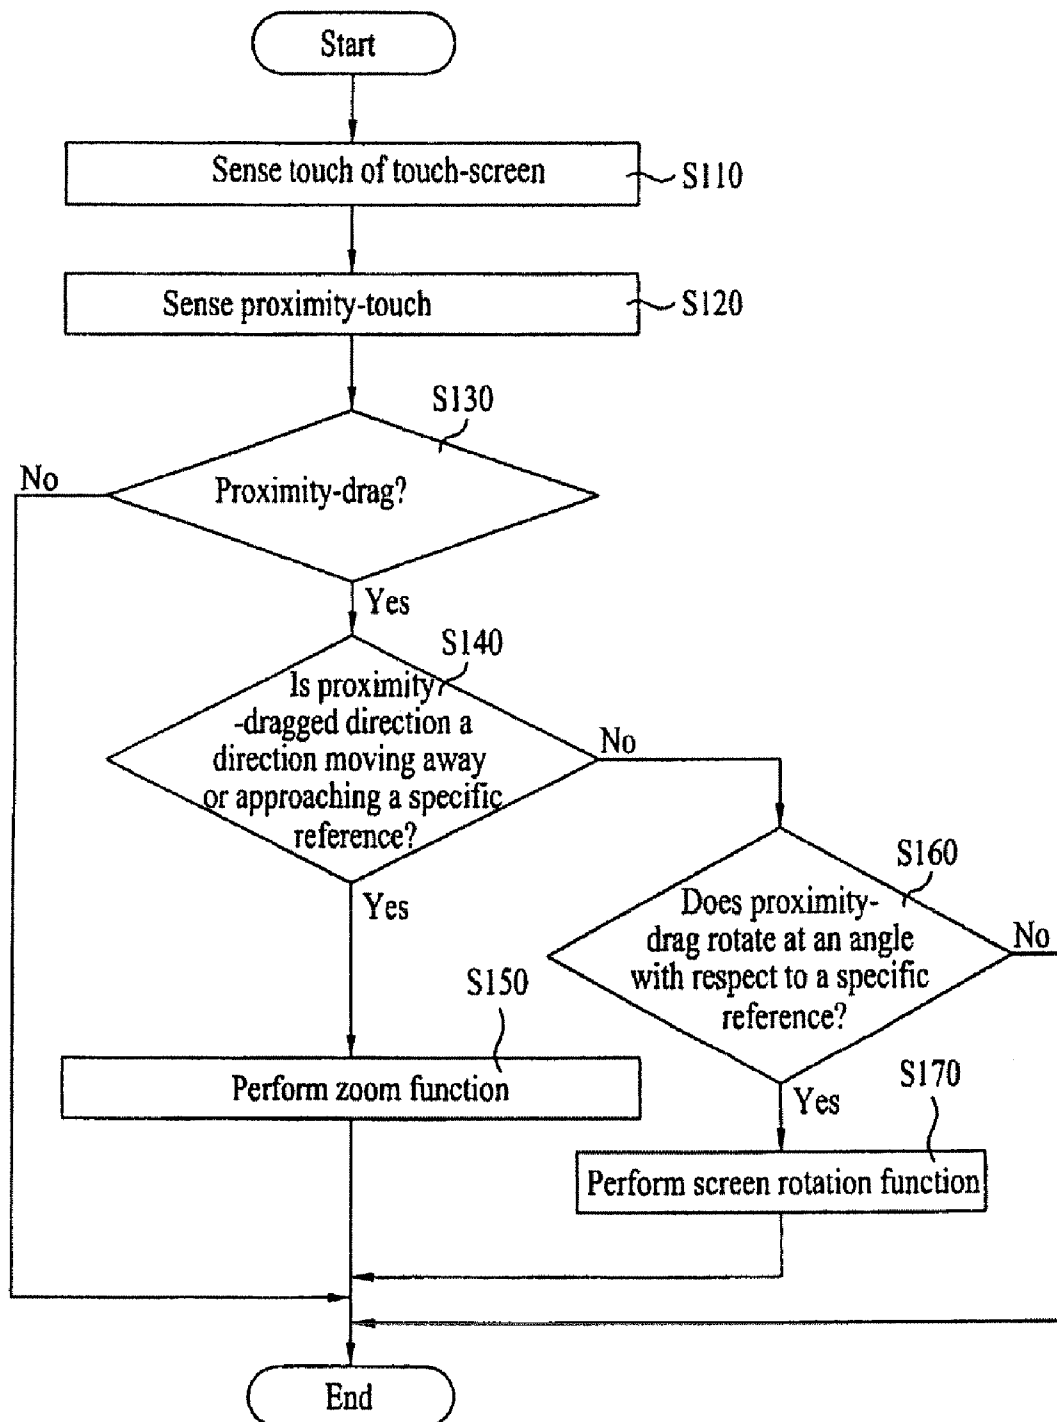 Start
Sense touch of touch-screen
S110
Sense proximity-touch
S120
S130
No
Proximity-drag?
Yes
S140
Is proximity
-dragged direction a
direction moving away
or approaching a specific
reference?
No
Yes
S160
Does proximity-
drag rotate at an angle
with respect to a specific
reference?
No
S150
Perform zoom function
Yes
S170
Perform screen rotation function
End